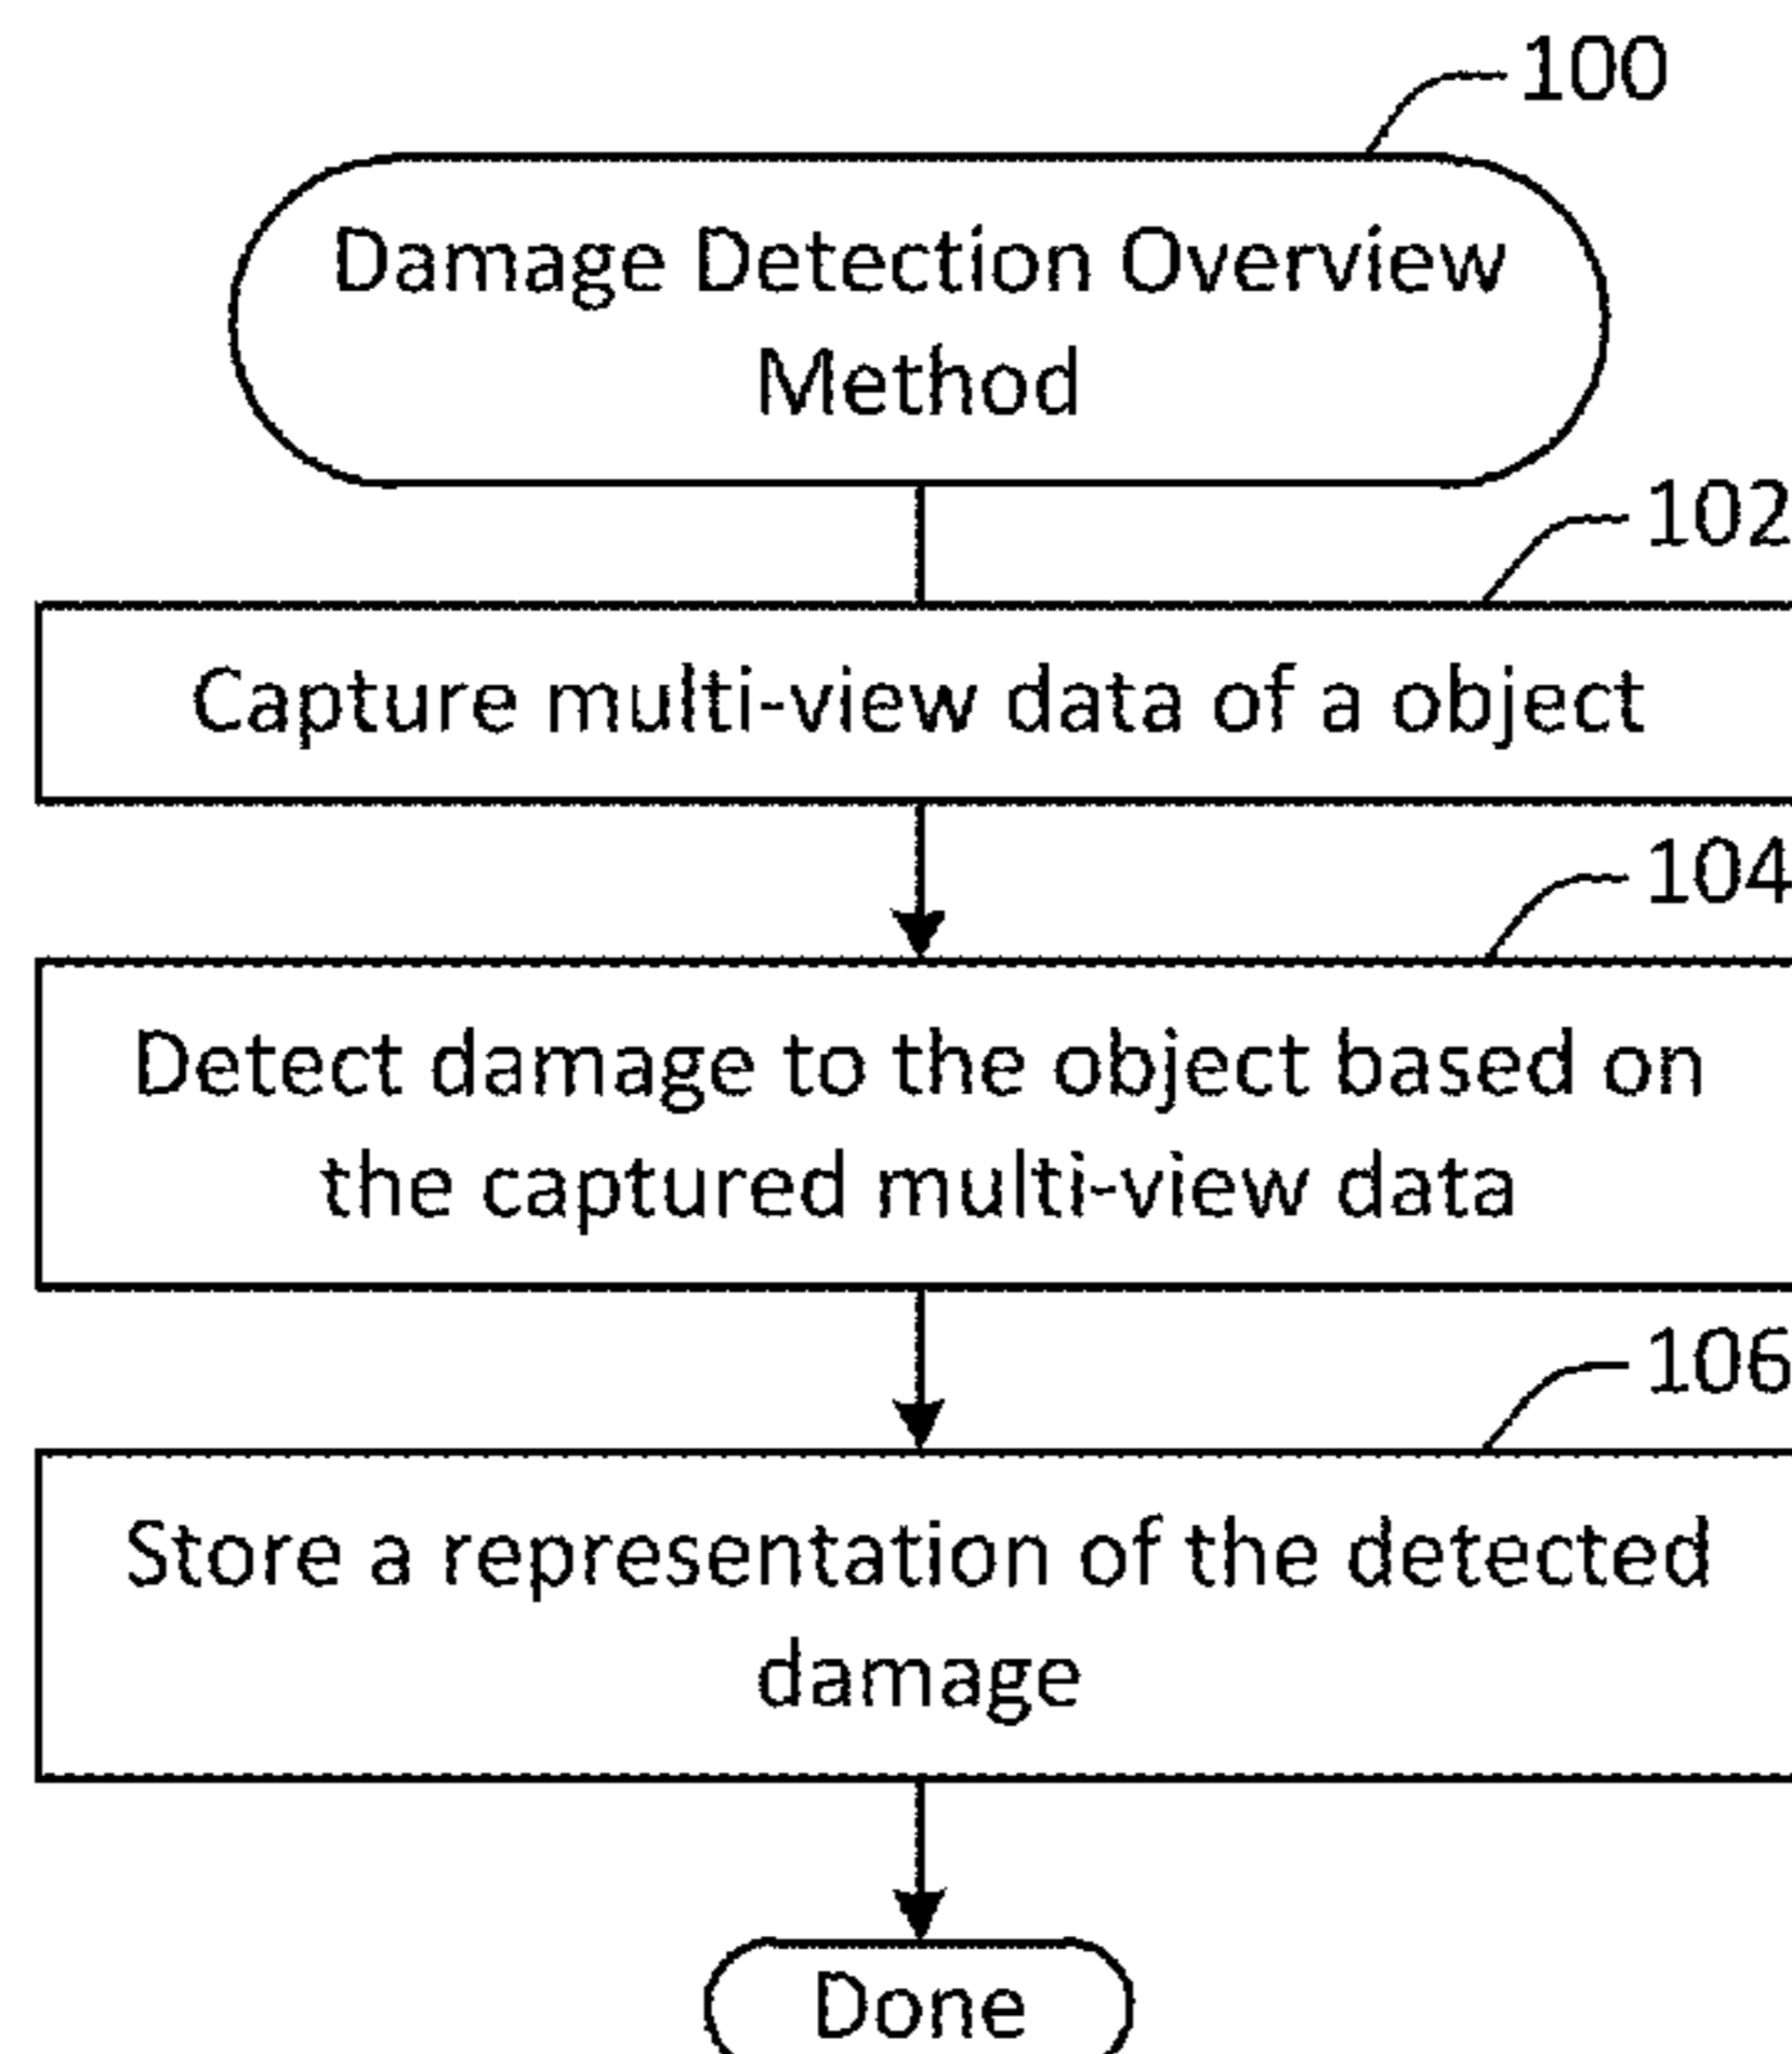 100
Damage Detection Overview
Method
102
Capture multi-view data of a object
104
Detect damage to the object based on
the captured multi-view data
106
Store a representation of the detected
damage
Done